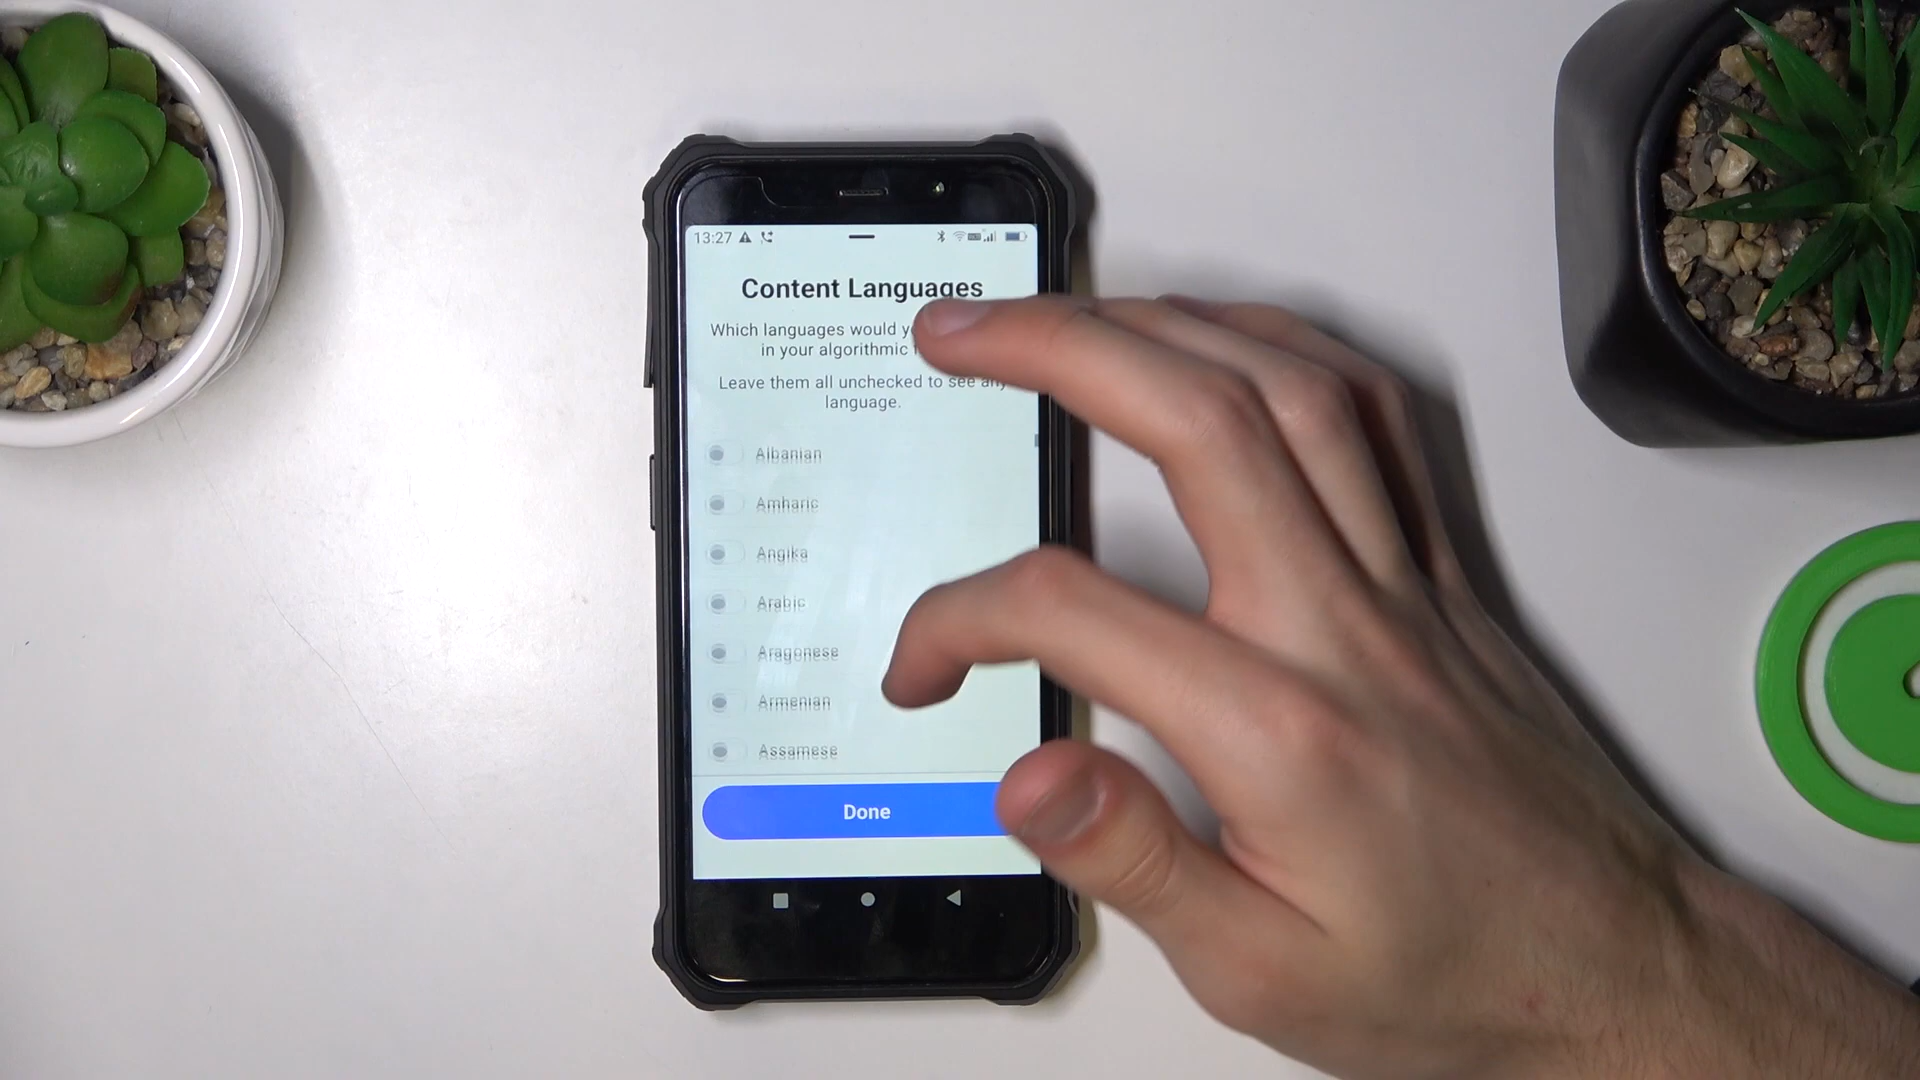 13:27
Content Languages
Which languages would
in your algorithmic
Leave them all unchecked to see any
language.
Albanian
Amharic
Angika
Arabic
Aragonese
Armenian
Assamese
Done